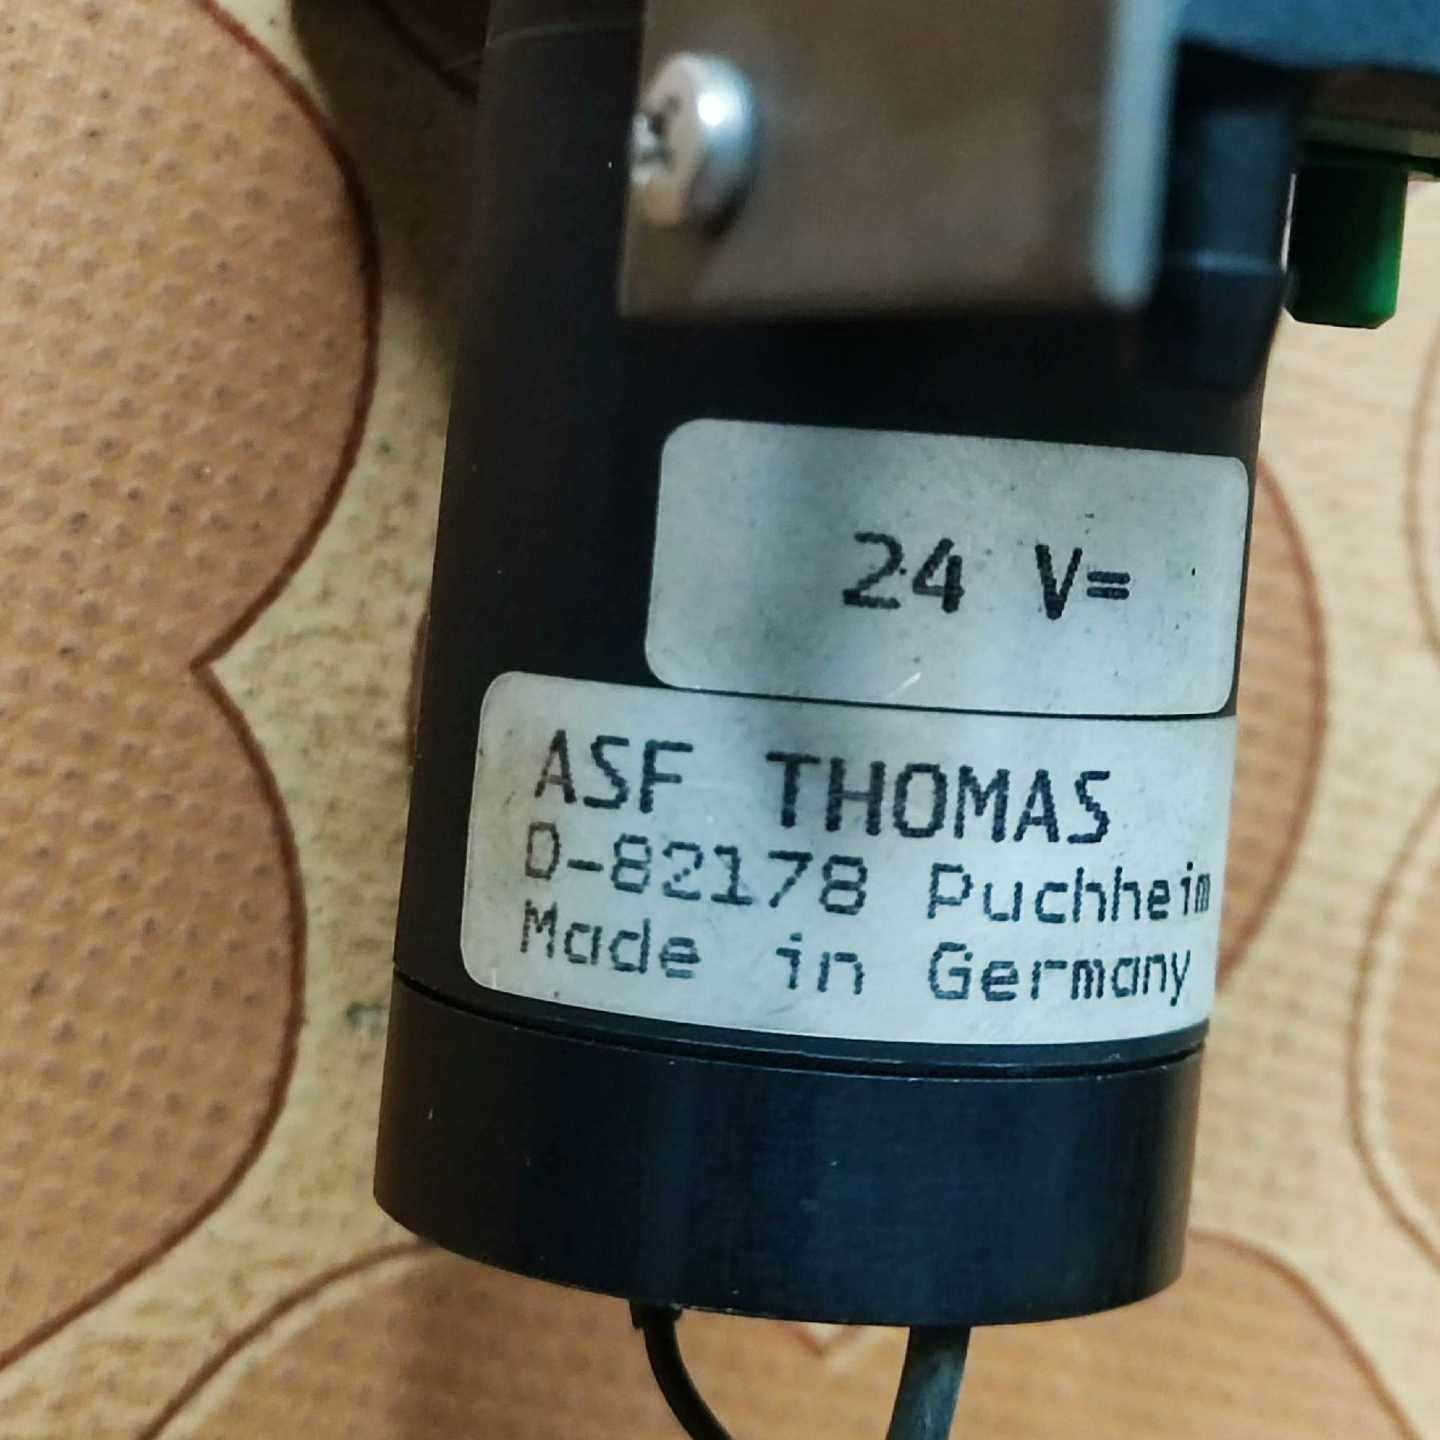 24 V=
ASF THOMAS
D-82178 Puchheim
Made in Germany